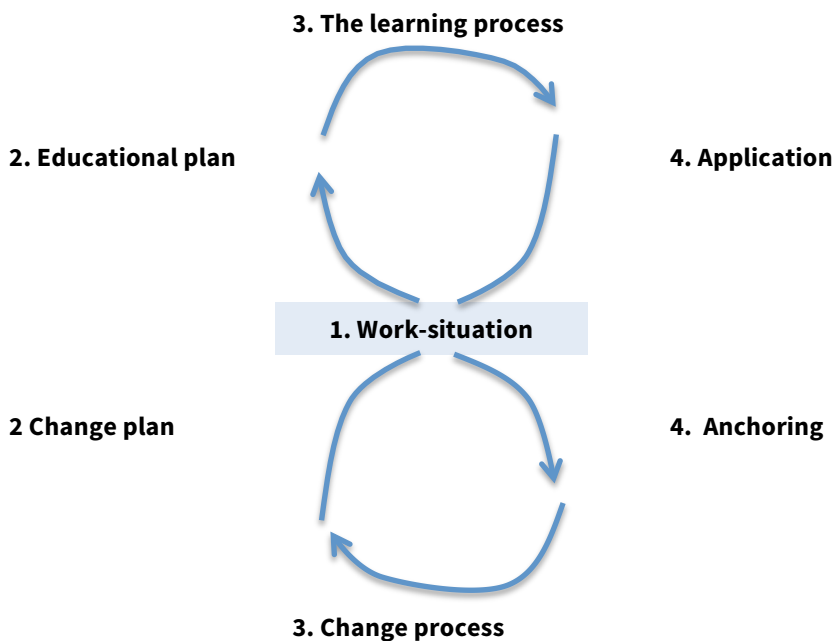 3. The learning process
2. Educational plan
4. Application
1. Work-situation
2 Change plan
4.  Anchoring
3. Change process